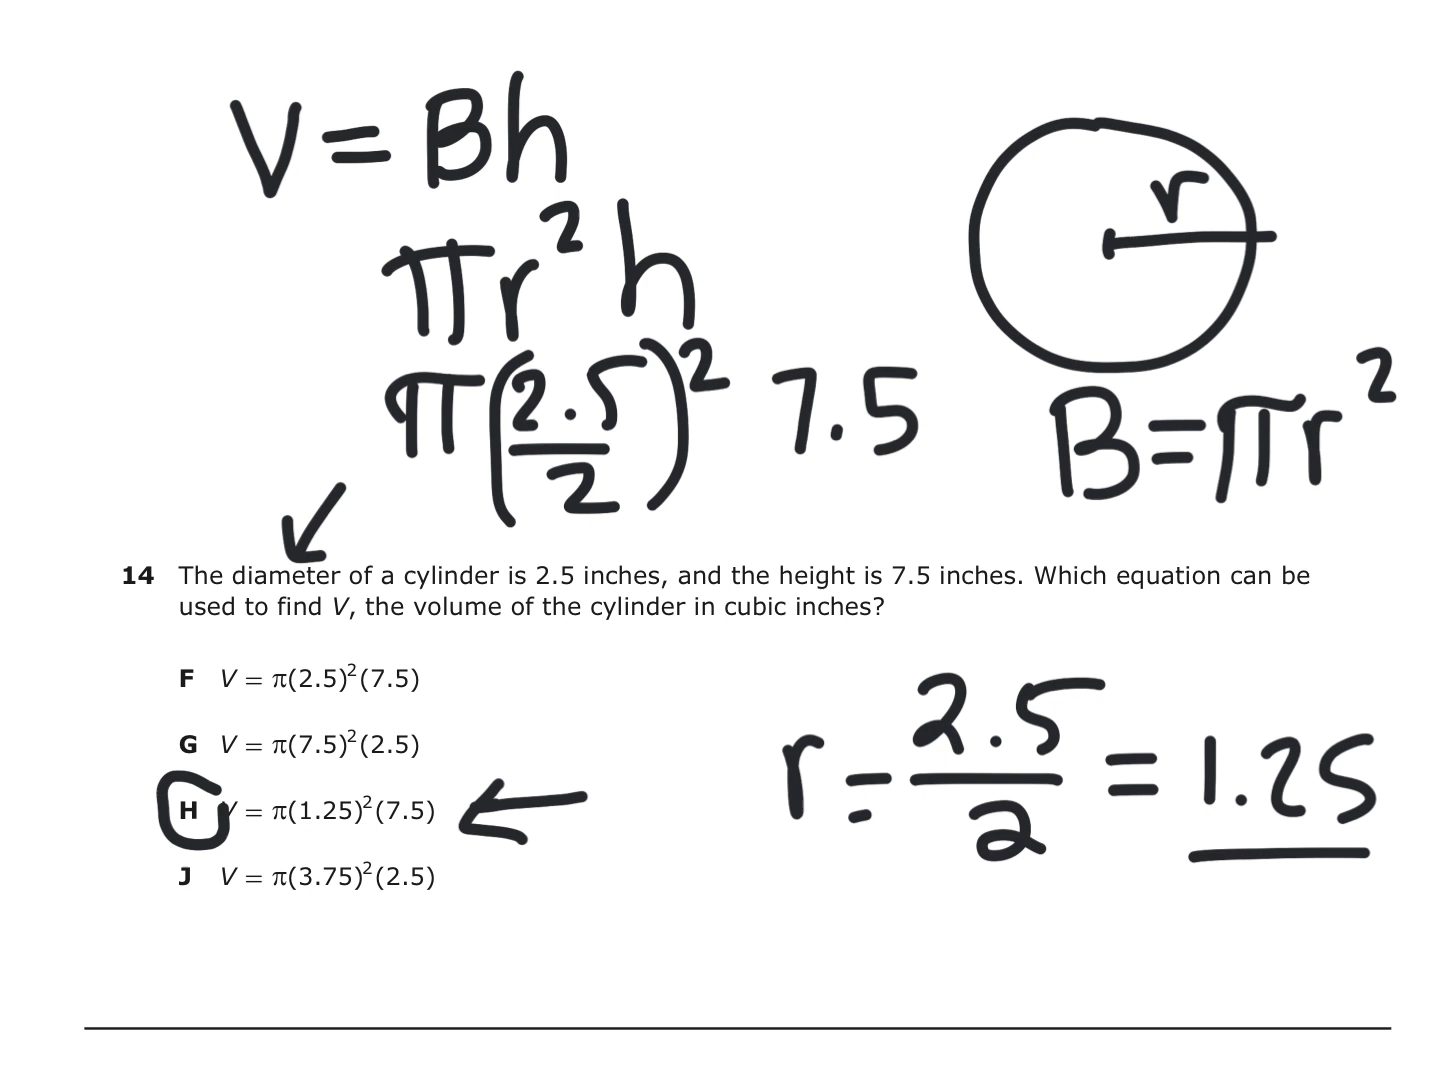 V = Bh
πr² h
π(2.5/2)² 7.5
r
B = πr²
14 The diameter of a cylinder is 2.5 inches, and the height is 7.5 inches. Which equation can be
used to find V, the volume of the cylinder in cubic inches?
F V = π(2.5)²(7.5)
G V = π(7.5)²(2.5)
H V = π(1.25)²(7.5)
J V = π(3.75)²(2.5)
r = 2.5/2 = 1.25